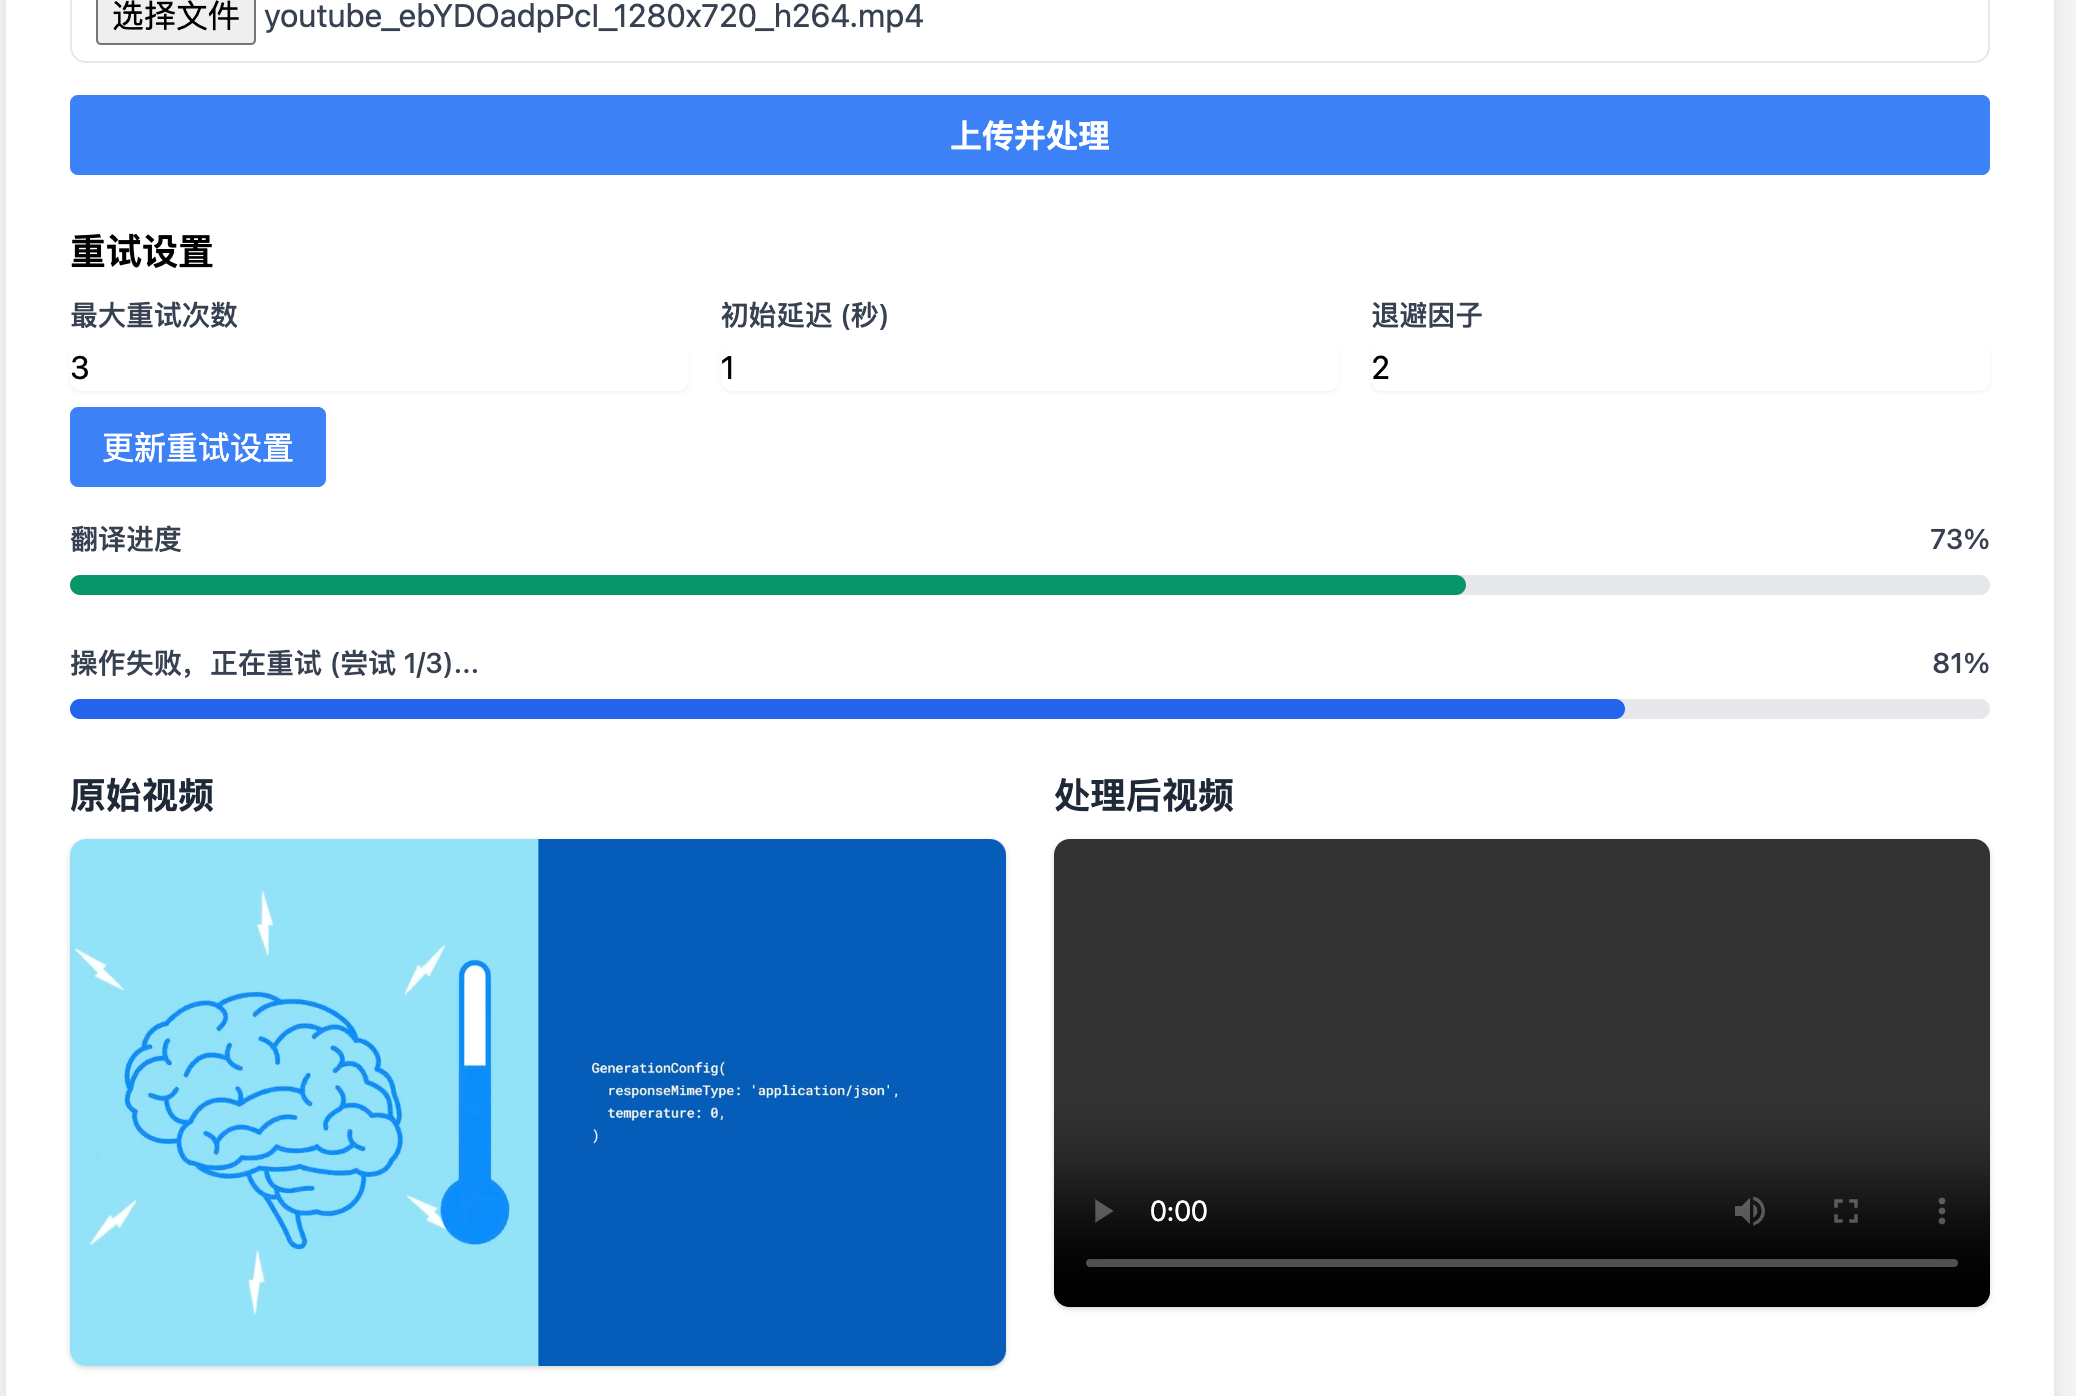 选择文件 youtube_ebYDOadpPcI_1280x720_h264.mp4
上传并处理
重试设置
最大重试次数 初始延迟 (秒) 退避因子
3 1 2
更新重试设置
翻译进度 73%
操作失败，正在重试 (尝试 1/3)... 81%
原始视频 处理后视频
GenerationConfig(
responseMimeType: 'application/json',
temperature: 0,
)
0:00